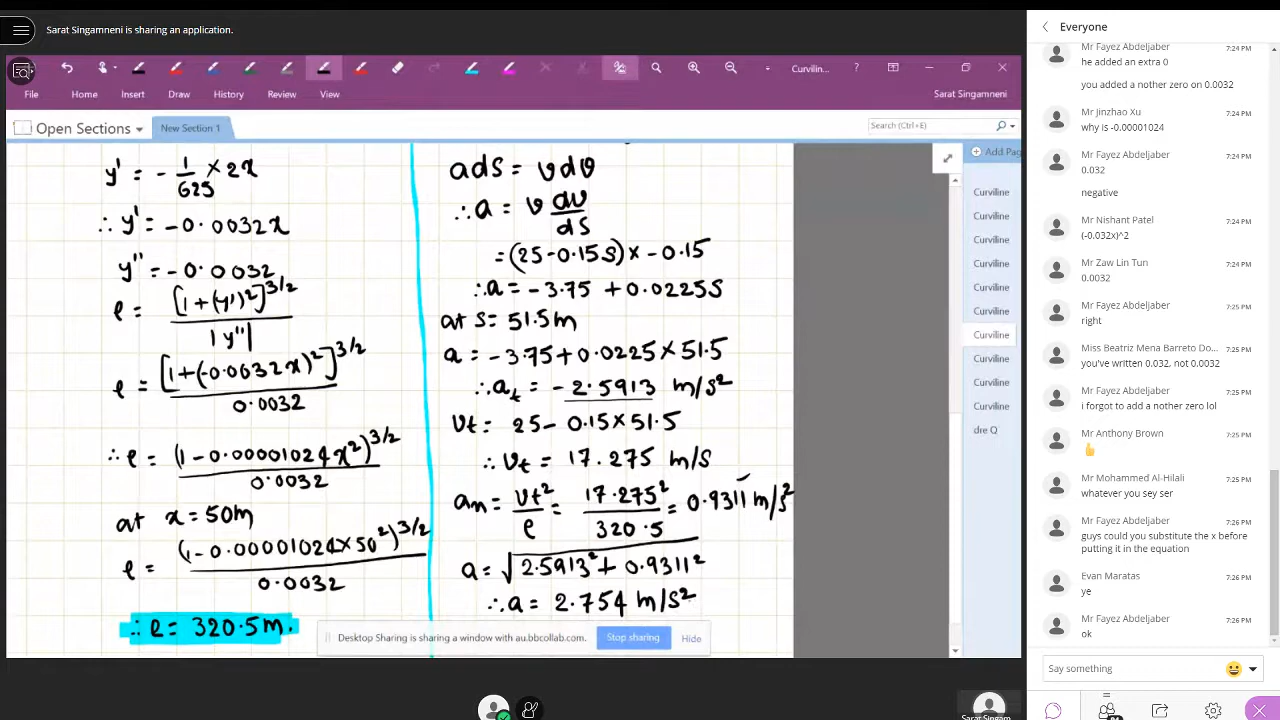 Sarat Singamneni is sharing an application.
Curvilin...
File Home Insert Draw History Review View
Sarat Singamneni
Open Sections New Section 1
Search (Ctrl+E)
y' = - 1/625 × 2x
∴ y' = -0.0032x
y'' = -0.0032
ρ = [1+(y')²]^3/2 / |y''|
ρ = [1+(-0.0032x)²]^3/2 / 0.0032
∴ ρ = (1-0.00001024x²)^3/2 / 0.0032
at x = 50m
ρ = (1-0.00001024×50²)^3/2 / 0.0032
∴ ρ = 320.5m.
ads = vdv
∴ a = v dv/ds
= (25-0.15s) × -0.15
∴ a = -3.75 + 0.0225s
at s = 51.5m
a = -3.75+0.0225×51.5
∴ at = -2.5913 m/s²
Vt = 25-0.15×51.5
∴ Vt = 17.275 m/s
an = Vt²/ρ = 17.275²/320.5 = 0.9311 m/s²
a = √2.5913²+0.9311²
∴ a = 2.754 m/s²
Add Pag
Curviline
Curviline
Curviline
Curviline
Curviline
Curviline
Curviline
Curviline
Curviline
Curviline
dre Q
Desktop Sharing is sharing a window with au.bbcollab.com. Stop sharing Hide
Sarat Singam
Everyone
Mr Fayez Abdeljaber 7:24 PM
he added an extra 0
you added a nother zero on 0.0032
Mr Jinzhao Xu 7:24 PM
why is -0.00001024
Mr Fayez Abdeljaber 7:24 PM
0.032
negative
Mr Nishant Patel 7:24 PM
(-0.032x)^2
Mr Zaw Lin Tun 7:24 PM
0.0032
Mr Fayez Abdeljaber 7:25 PM
right
Miss Beatriz Mena Barreto Do... 7:25 PM
you've written 0.032, not 0.0032
Mr Fayez Abdeljaber 7:25 PM
i forgot to add a nother zero lol
Mr Anthony Brown 7:25 PM
👍
Mr Mohammed Al-Hilali 7:25 PM
whatever you sey ser
Mr Fayez Abdeljaber 7:26 PM
guys could you substitute the x before
putting it in the equation
Evan Maratas 7:26 PM
ye
Mr Fayez Abdeljaber 7:26 PM
ok
Say something